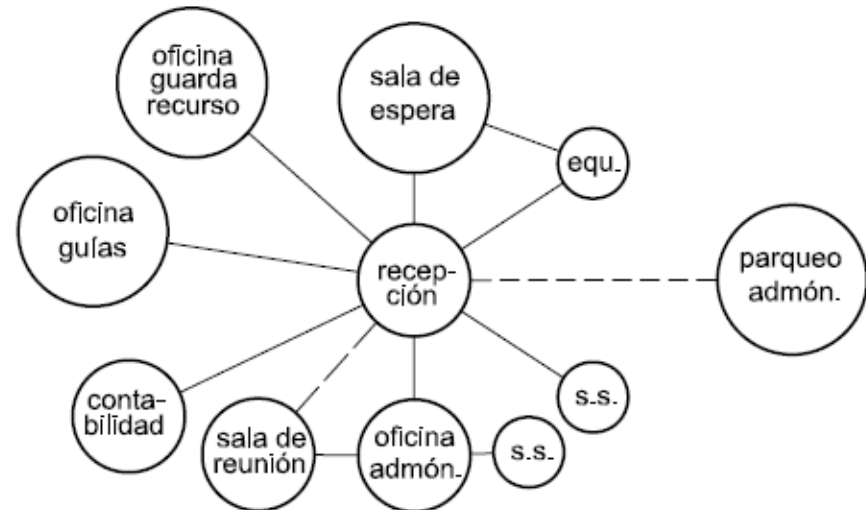 oficina
guarda
recurso
sala de
espera
equ.
oficina
guías
recep-
ción
parqueo
admón.
conta-
bilidad
sala de
reunión
oficina
admón.
s.s.
s.s.